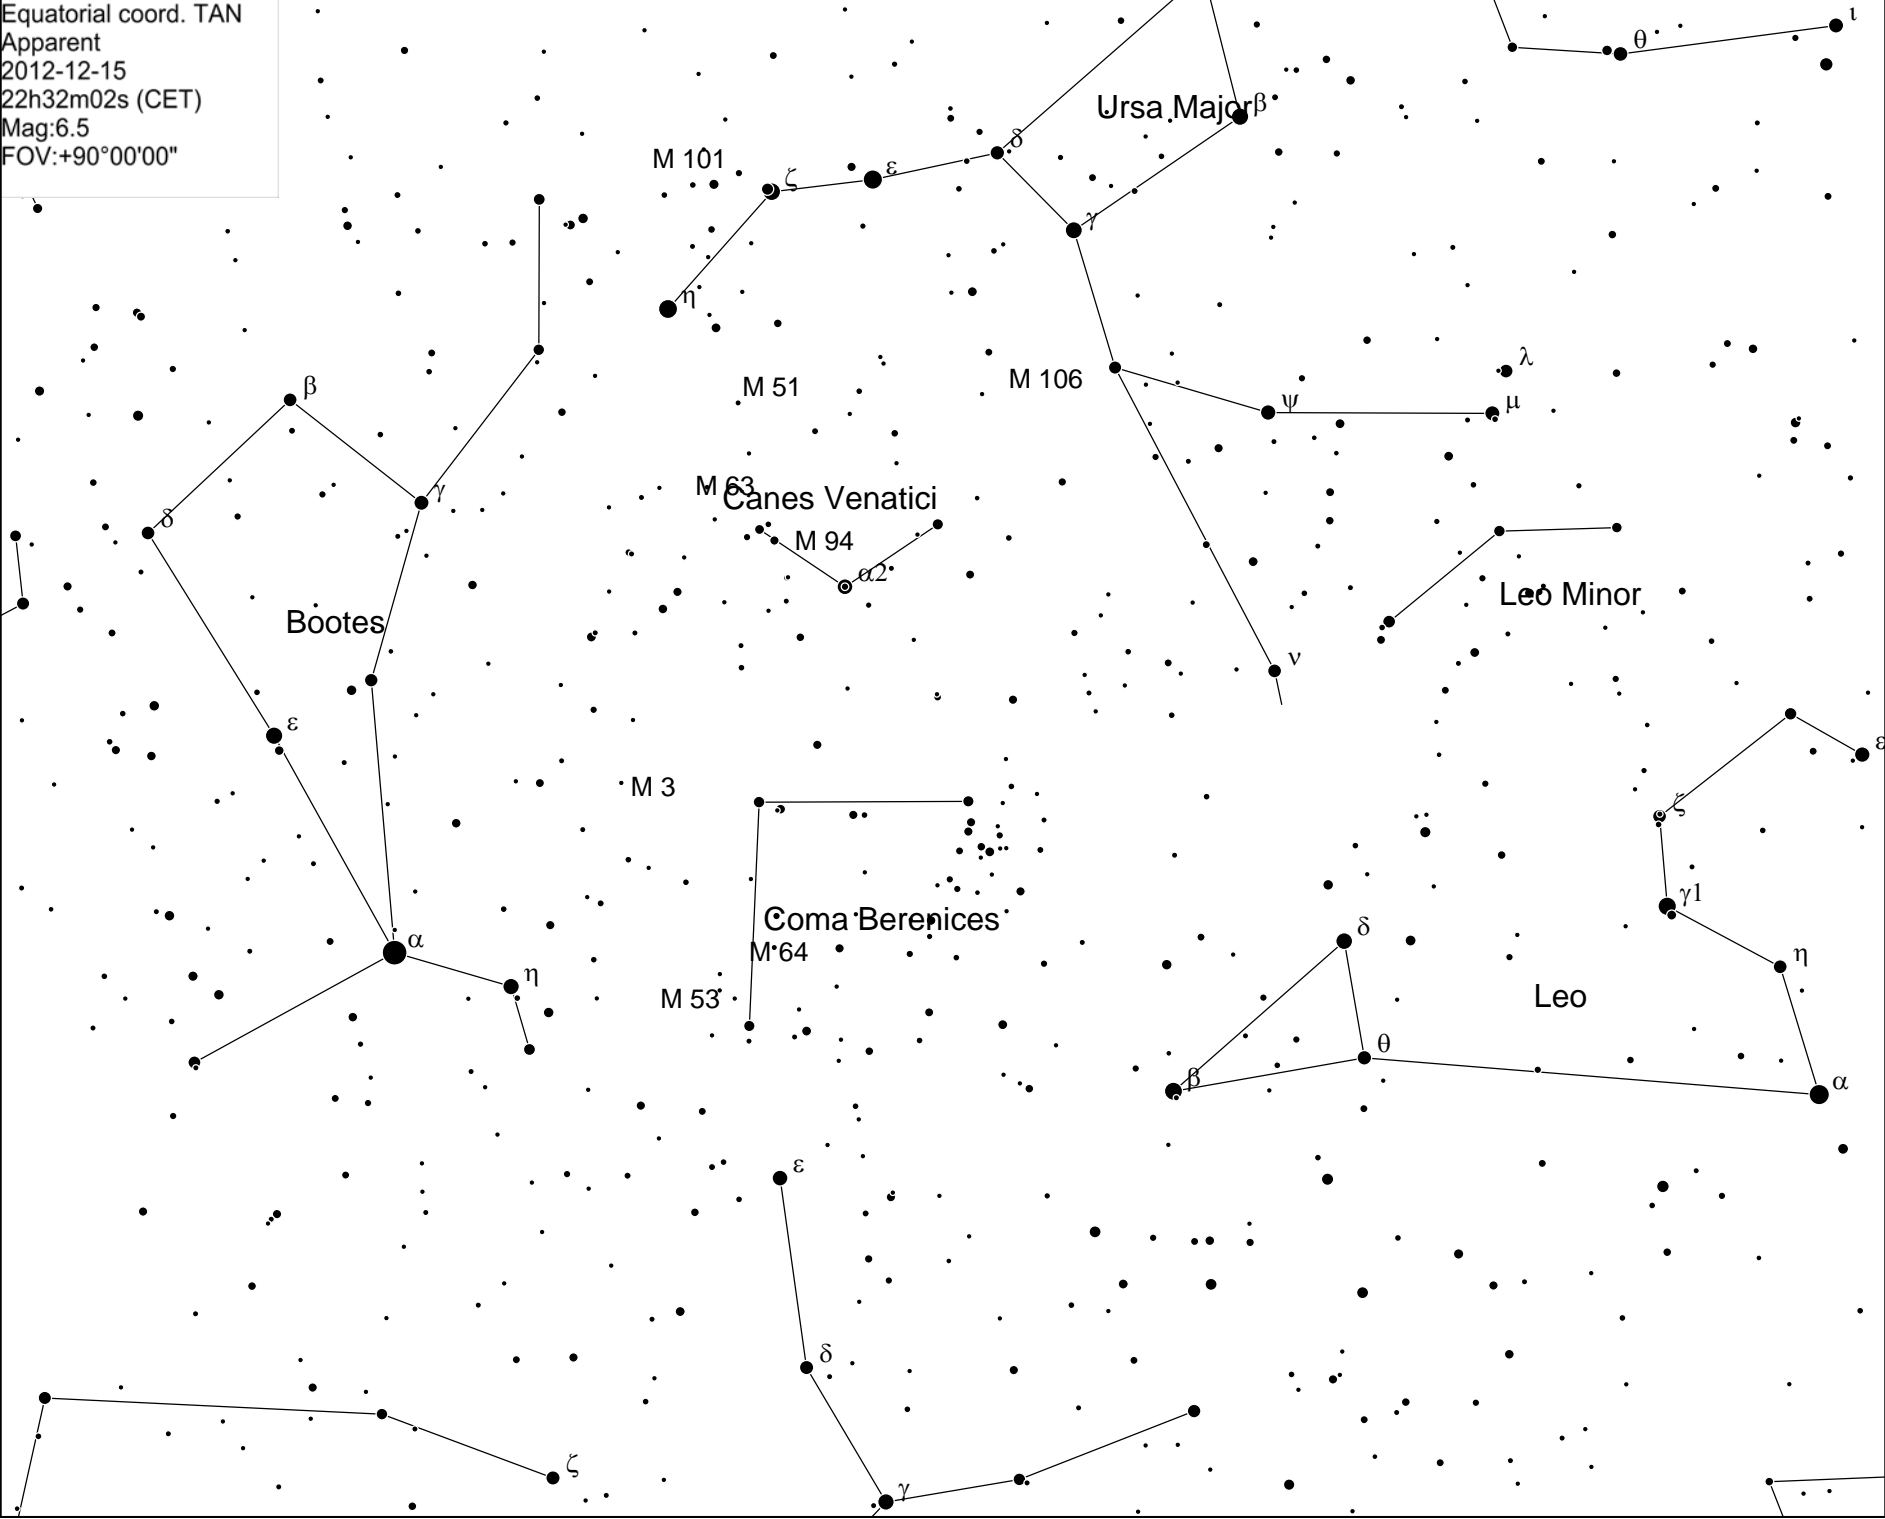 Equatorial coord. TAN
Apparent
2012-12-15
22h32m02s (CET)
Mag:6.5
FOV:+90°00'00"
ι
θ
Ursa Major
β
δ
M 101
ζ
ε
γ
η
λ
M 106
β
M 51
ψ
μ
M 63
γ
Canes Venatici
δ
M 94
α2
Leo Minor
Bootes
ν
ε
ε
M 3
ζ
γ1
Coma Berenices
δ
α
M 64
η
η
Leo
M 53
θ
β
α
ε
δ
ζ
γ